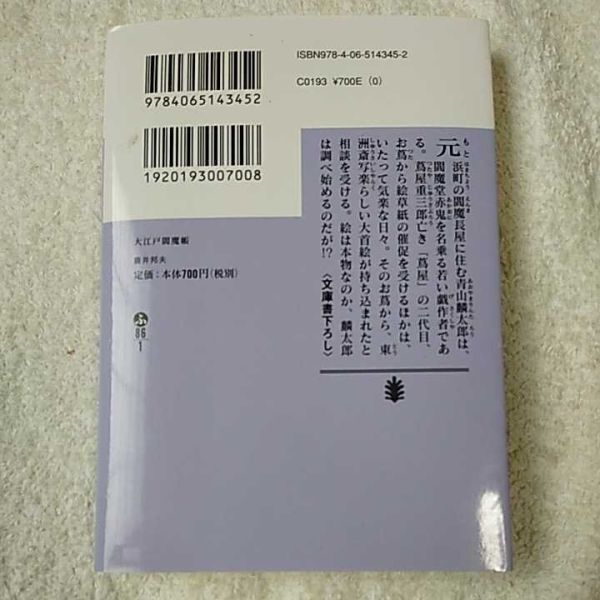 ISBN978-4-06-514345-2
C0193 ¥700E (0)
9784065143452
1920193007008
大江戸閻魔帳
藤井邦夫
定価:本体700円(税別)
ふ
86
1
元浜町の閻魔長屋に住む青山麟太郎は、
閻魔堂赤鬼を名乗る若い戯作者であ
る。蔦屋重三郎亡き「蔦屋」の二代目、
お蔦から絵草紙の催促を受けるほかは、
いたって気楽な日々。そのお蔦から、東
洲斎写楽らしい大首絵が持ち込まれたと
相談を受ける。絵は本物なのか、麟太郎
は調べ始めるのだが!?〈文庫書下ろし〉